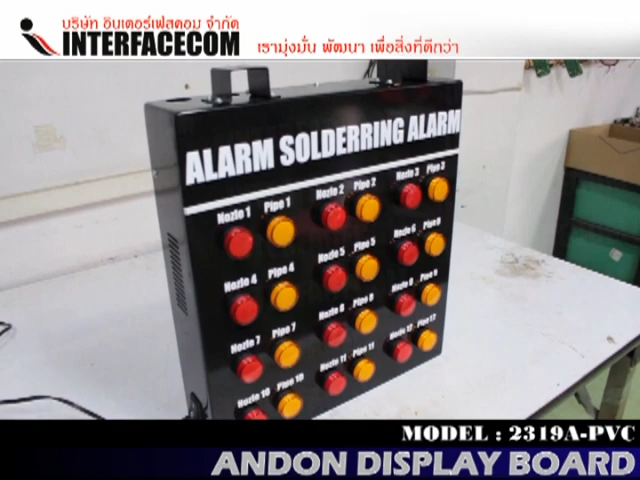 บริษัท อินเตอร์เฟสคอม จำกัด
INTERFACECOM
เรามุ่งมั่น พัฒนา เพื่อสิ่งที่ดีกว่า
ALARM SOLDERRING ALARM
Nozle 1 Pipe 1 Nozle 2 Pipe 2 Nozle 3 Pipe 3
Nozle 4 Pipe 4 Nozle 5 Pipe 5 Nozle 6 Pipe 6
Nozle 7 Pipe 7 Nozle 8 Pipe 8 Nozle 9 Pipe 9
Nozle 10 Pipe 10 Nozle 11 Pipe 11 Nozle 12 Pipe 12
MODEL : 2319A-PVC
ANDON DISPLAY BOARD